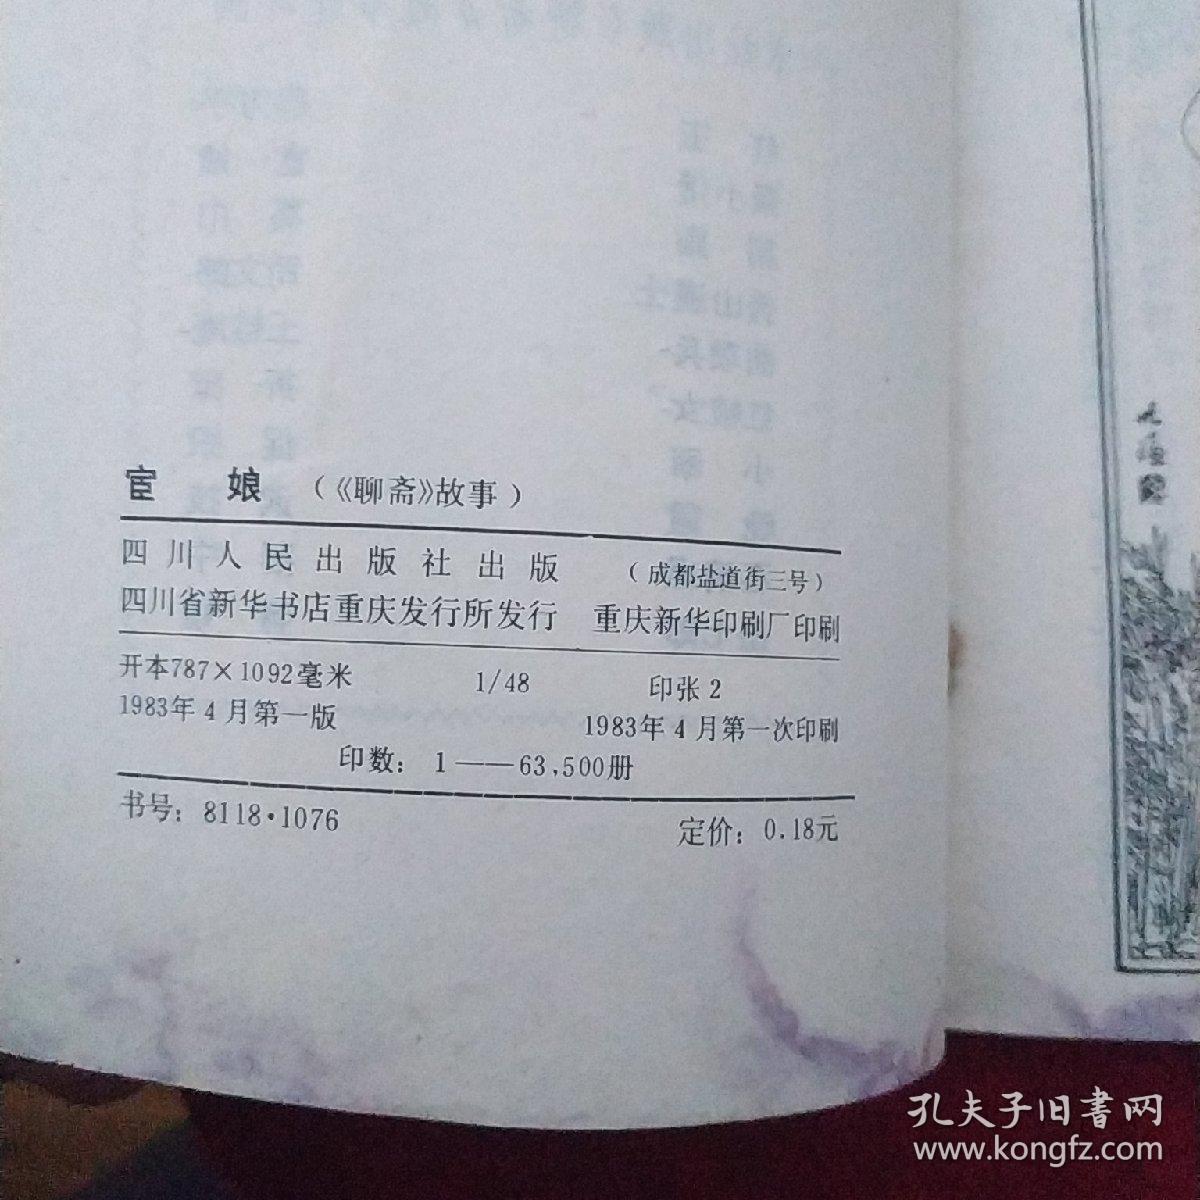 宦 娘 （《聊斋》故事）
四川人民出版社出版 （成都盐道街三号）
四川省新华书店重庆发行所发行 重庆新华印刷厂印刷
开本787×1092毫米 1/48 印张2
1983年4月第一版 1983年4月第一次印刷
印数：1——63,500册
书号：8118·1076 定价：0.18元
孔夫子旧書网
www.kongfz.com